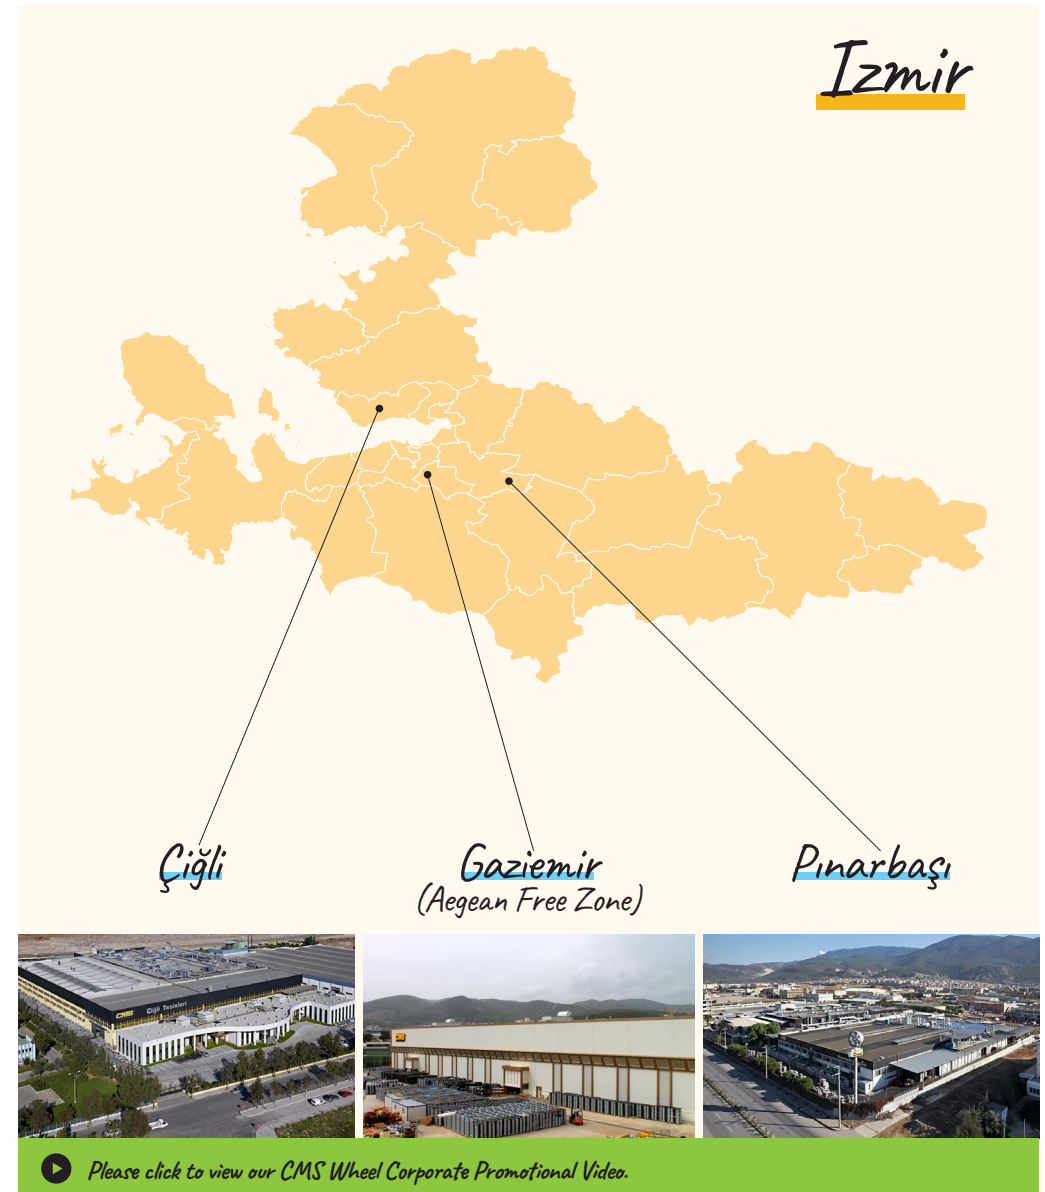 Izmir
Çiğli
Gaziemir
(Aegean Free Zone)
Pınarbaşı
CMS Çiğli Tesisleri
Please click to view our CMS Wheel Corporate Promotional Video.